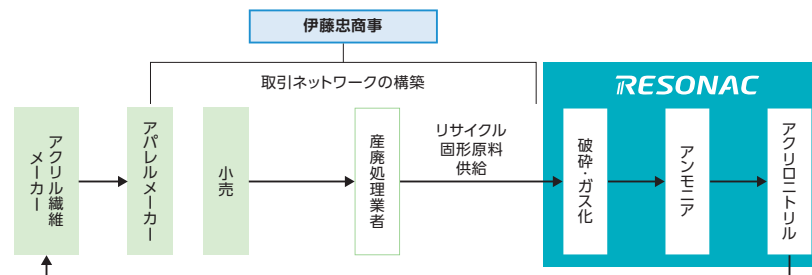 伊藤忠商事
取引ネットワークの構築
RESONAC
アクリル繊維
メーカー
アパレルメーカー
小売
産廃処理業者
リサイクル
固形原料
供給
破砕・ガス化
アンモニア
アクリロニトリル